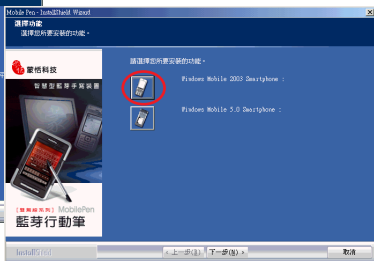 Mobile Pen - InstallShield Wizard
選擇功能
選擇您所要安裝的功能。
蒙恬科技
智慧型藍芽手寫裝置
請選擇您所要安裝的功能。
Windows Mobile 2003 Smartphone :
Windows Mobile 5.0 Smartphone :
MobilePen
藍芽行動筆
InstallShield
< 上一步(B)
下一步(N) >
取消